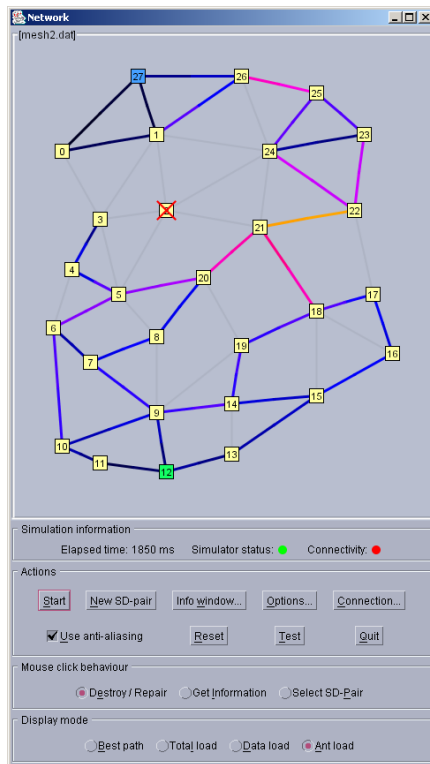 Network
[mesh2.dat]
27
26
25
1
23
0
24
3
22
21
4
20
5
17
18
6
8
19
16
7
15
14
9
10
13
11
12
Simulation information
Elapsed time: 1850 ms Simulator status: Connectivity:
Actions
Start New SD-pair Info window... Options... Connection...
Use anti-aliasing Reset Test Quit
Mouse click behaviour
Destroy / Repair Get Information Select SD-Pair
Display mode
Best path Total load Data load Ant load